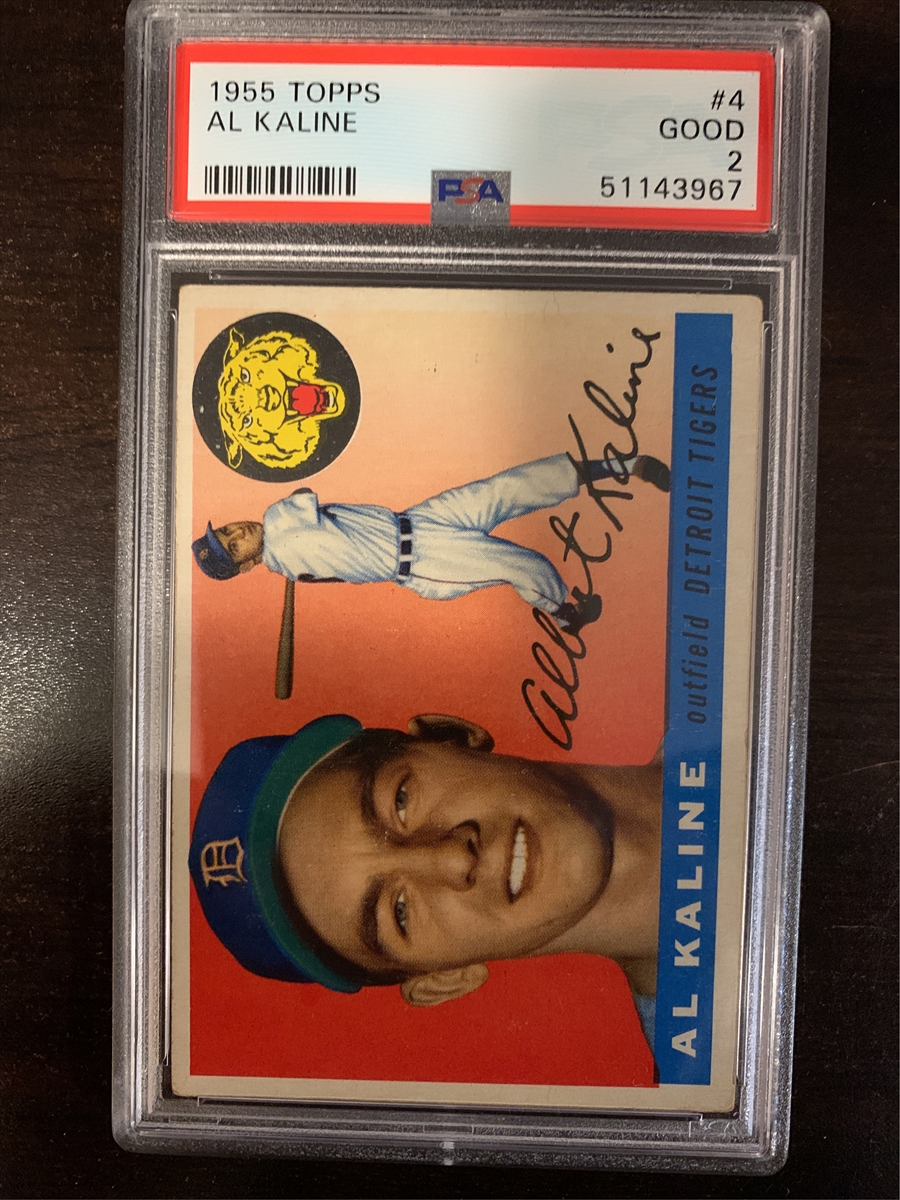 1955 TOPPS
AL KALINE
#4
GOOD
2
51143967
PSA
D
Albert Kaline
AL KALINE outfield DETROIT TIGERS